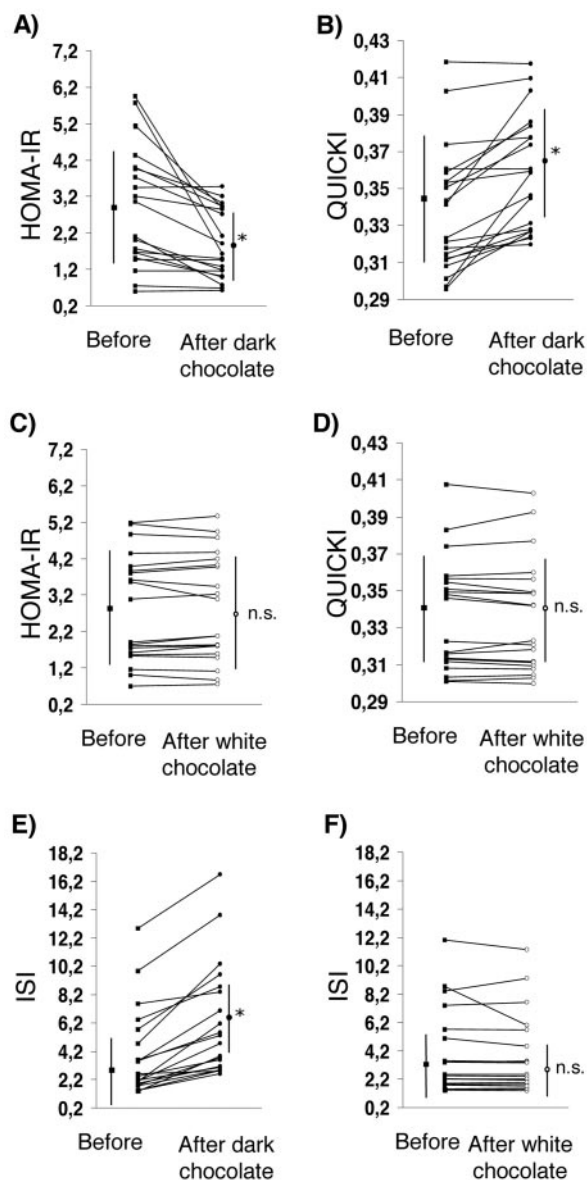 A)
7,2
6,2
5,2
4,2
3,2
2,2
1,2
0,2
HOMA-IR
Before
After dark
chocolate
*
B)
0,43
0,41
0,39
0,37
0,35
0,33
0,31
0,29
QUICKI
Before
After dark
chocolate
*
C)
7,2
6,2
5,2
4,2
3,2
2,2
1,2
0,2
HOMA-IR
Before
After white
chocolate
n.s.
D)
0,43
0,41
0,39
0,37
0,35
0,33
0,31
0,29
QUICKI
Before
After white
chocolate
n.s.
E)
18,2
16,2
14,2
12,2
10,2
8,2
6,2
4,2
2,2
0,2
ISI
Before
After dark
chocolate
*
F)
18,2
16,2
14,2
12,2
10,2
8,2
6,2
4,2
2,2
0,2
ISI
Before
After white
chocolate
n.s.